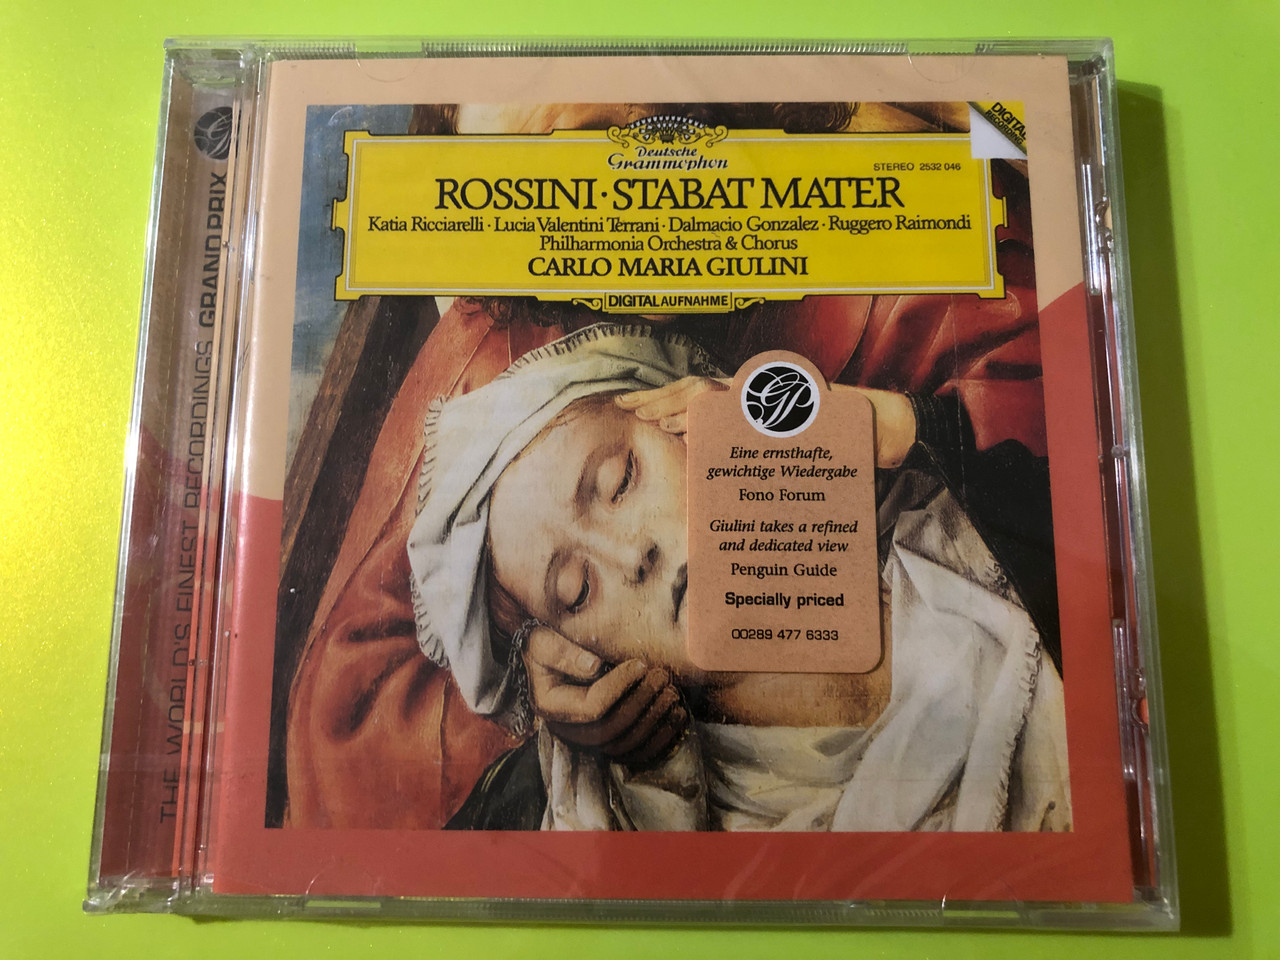 THE WORLD'S FINEST RECORDINGS GRAND PRIX
DIGITAL
RECORDING
Deutsche
Grammophon
STEREO 2532 046
ROSSINI · STABAT MATER
Katia Ricciarelli · Lucia Valentini Terrani · Dalmacio Gonzalez · Ruggero Raimondi
Philharmonia Orchestra & Chorus
CARLO MARIA GIULINI
DIGITAL AUFNAHME
GP
Eine ernsthafte,
gewichtige Wiedergabe
Fono Forum
Giulini takes a refined
and dedicated view
Penguin Guide
Specially priced
00289 477 6333